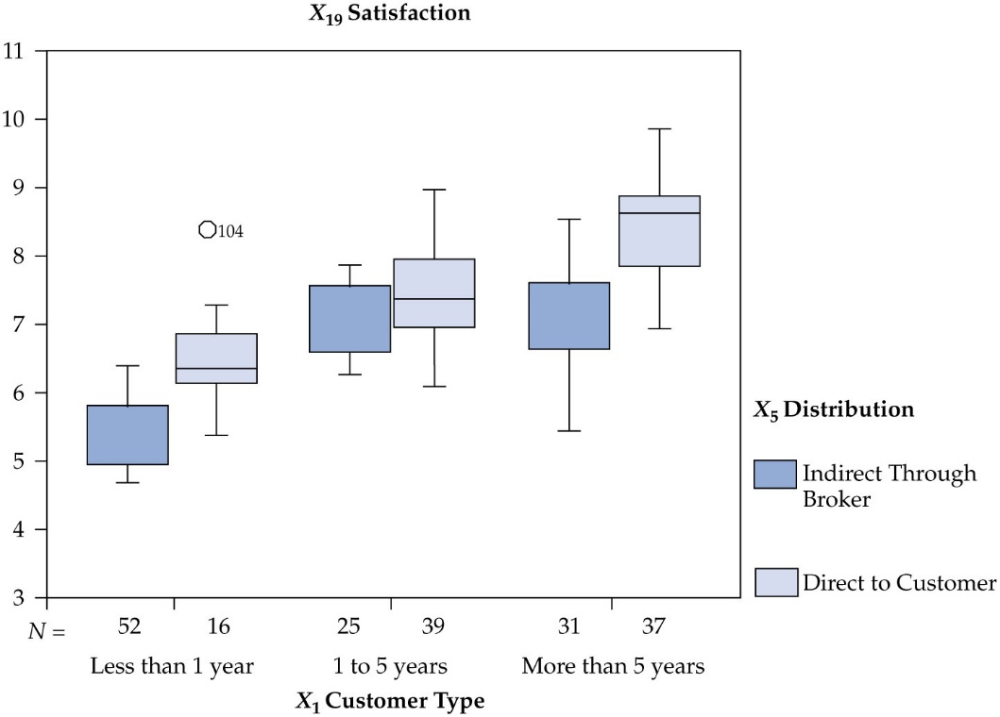 X19 Satisfaction
11
10
9
8
7
6
5
4
3
104
N = 52 16 25 39 31 37
Less than 1 year 1 to 5 years More than 5 years
X1 Customer Type
X5 Distribution
Indirect Through
Broker
Direct to Customer